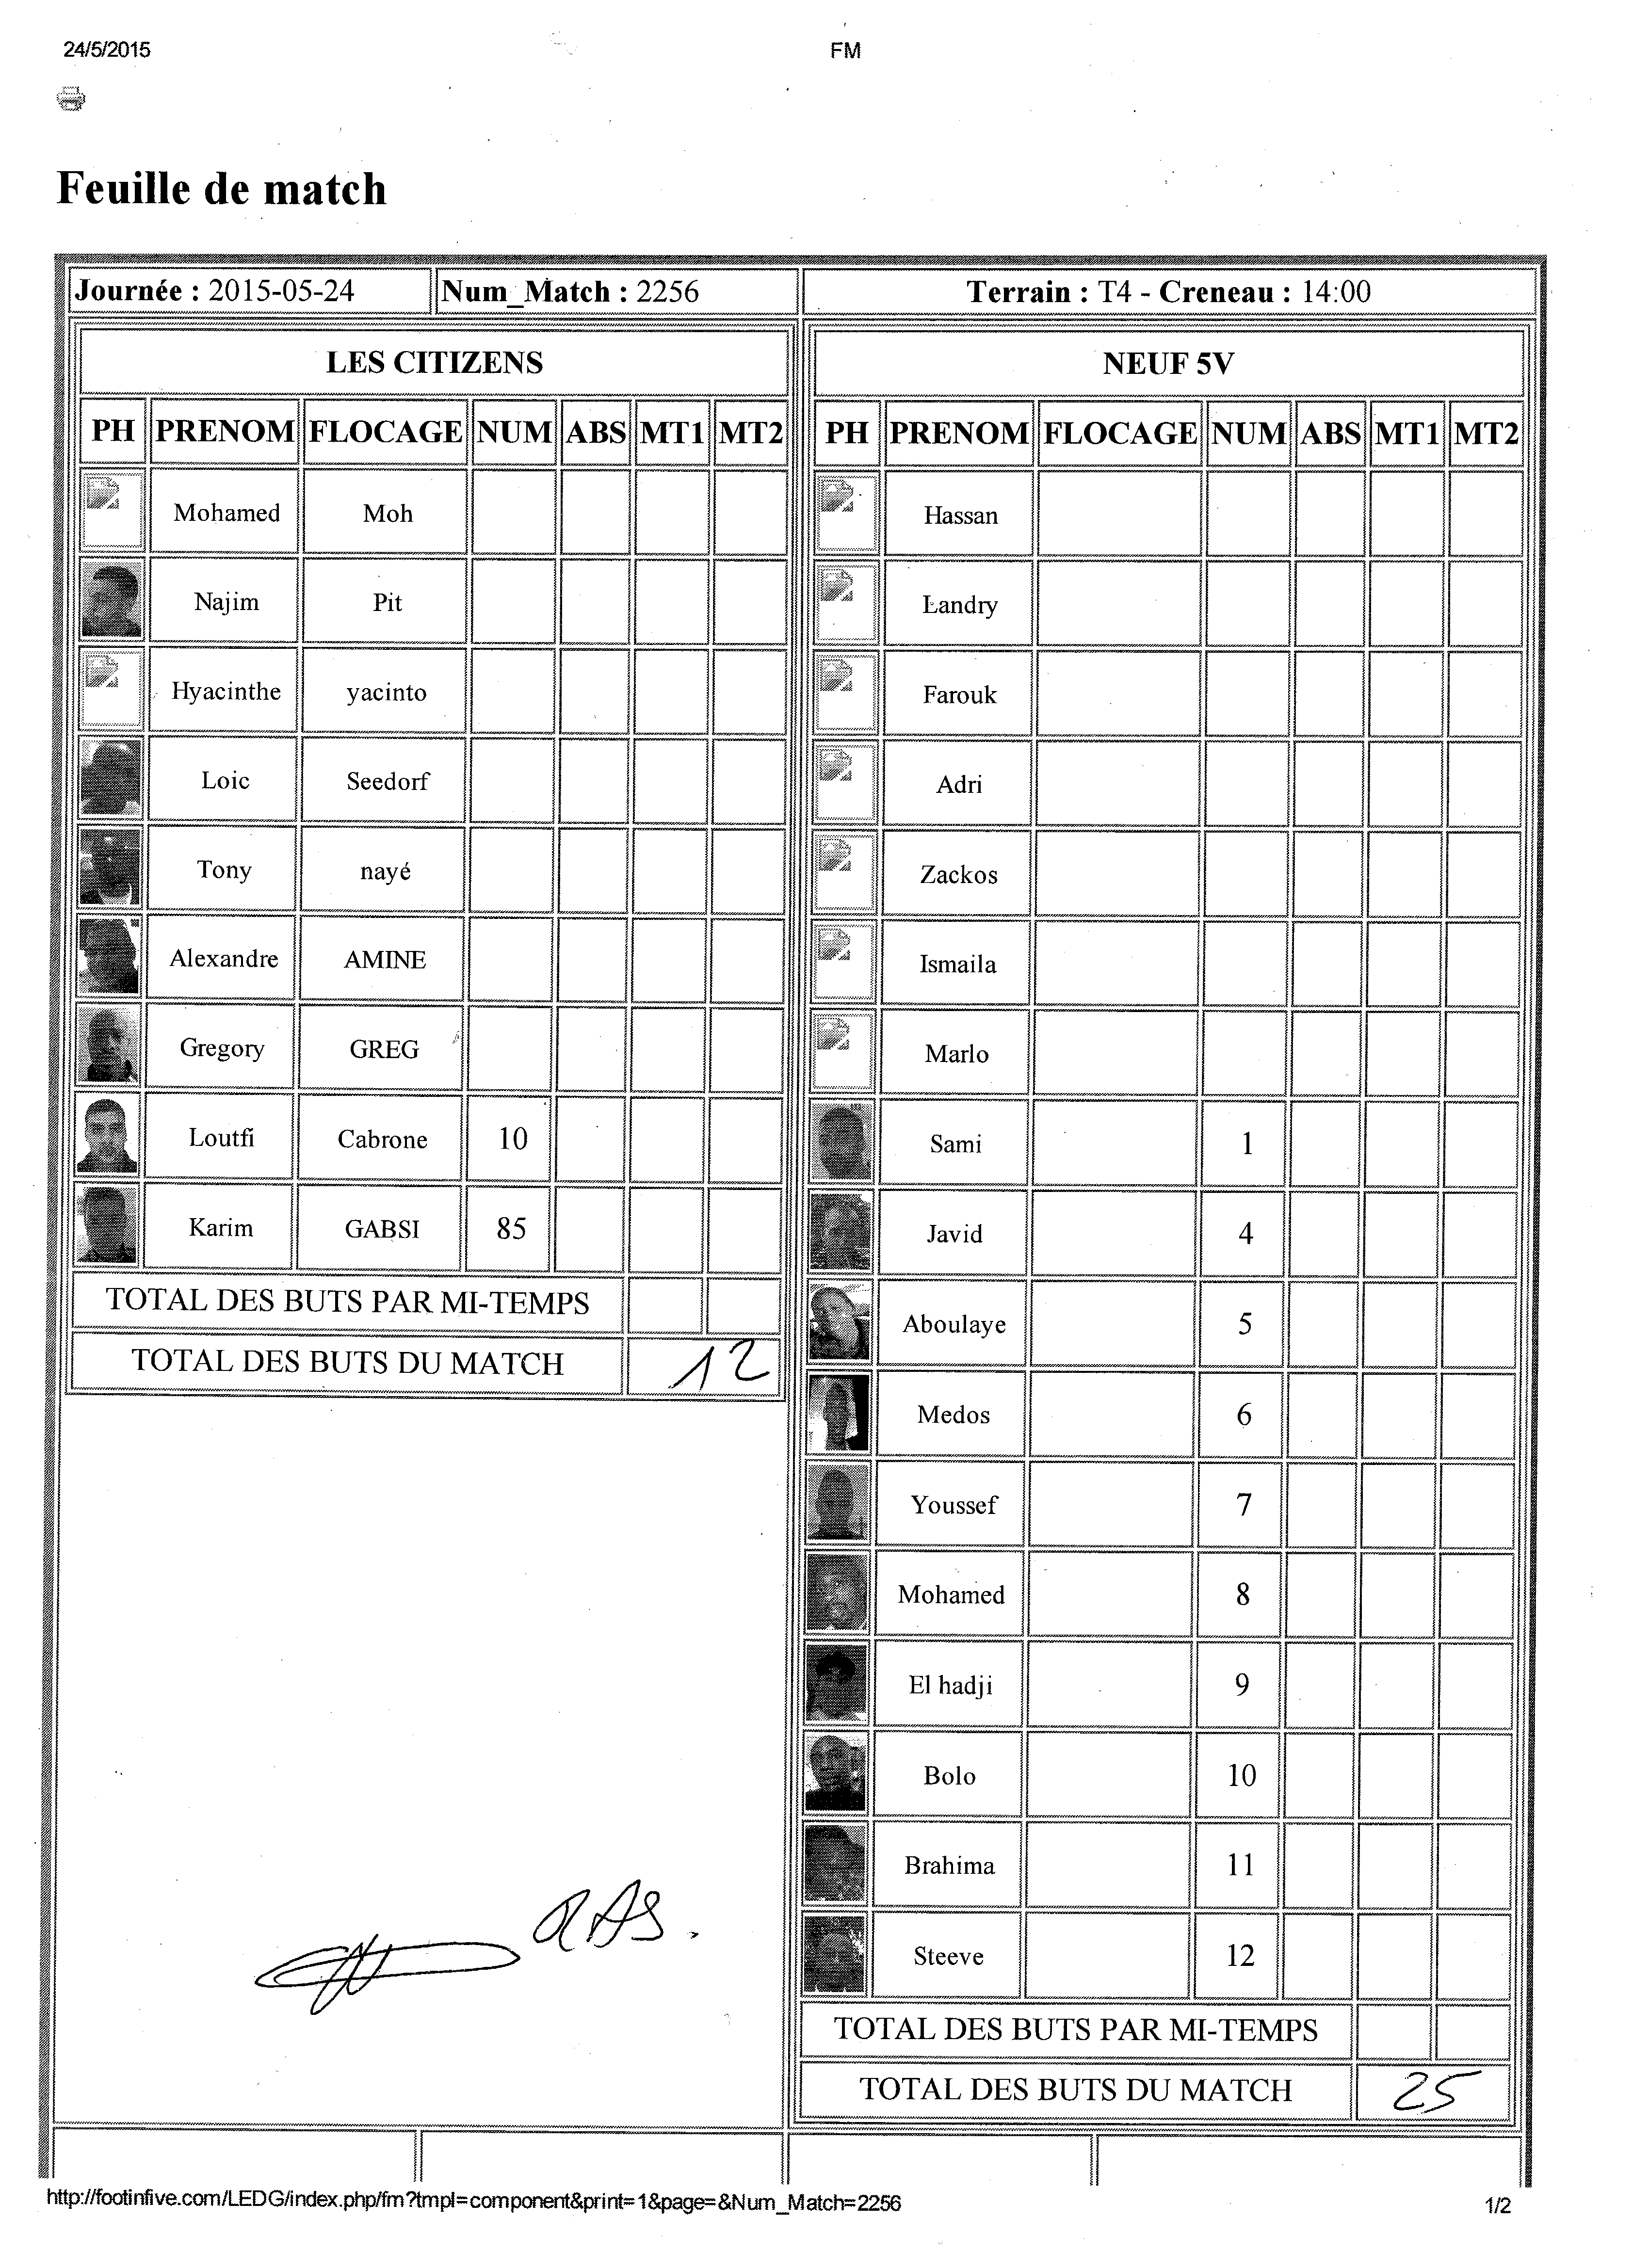 24/5/2015 FM
Feuille de match
Journée : 2015-05-24 Num_Match : 2256 Terrain : T4 - Creneau : 14:00
LES CITIZENS
PH PRENOM FLOCAGE NUM ABS MT1 MT2
Mohamed Moh
Najim Pit
Hyacinthe yacinto
Loic Seedorf
Tony nayé
Alexandre AMINE
Gregory GREG
Loutfi Cabrone 10
Karim GABSI 85
TOTAL DES BUTS PAR MI-TEMPS
TOTAL DES BUTS DU MATCH 12
RAS.
NEUF 5V
PH PRENOM FLOCAGE NUM ABS MT1 MT2
Hassan
Landry
Farouk
Adri
Zackos
Ismaila
Marlo
Sami 1
Javid 4
Aboulaye 5
Medos 6
Youssef 7
Mohamed 8
El hadji 9
Bolo 10
Brahima 11
Steeve 12
TOTAL DES BUTS PAR MI-TEMPS
TOTAL DES BUTS DU MATCH 25
http://footinfive.com/LEDG/index.php/fm?tmpl=component&print=1&page=&Num_Match=2256 1/2